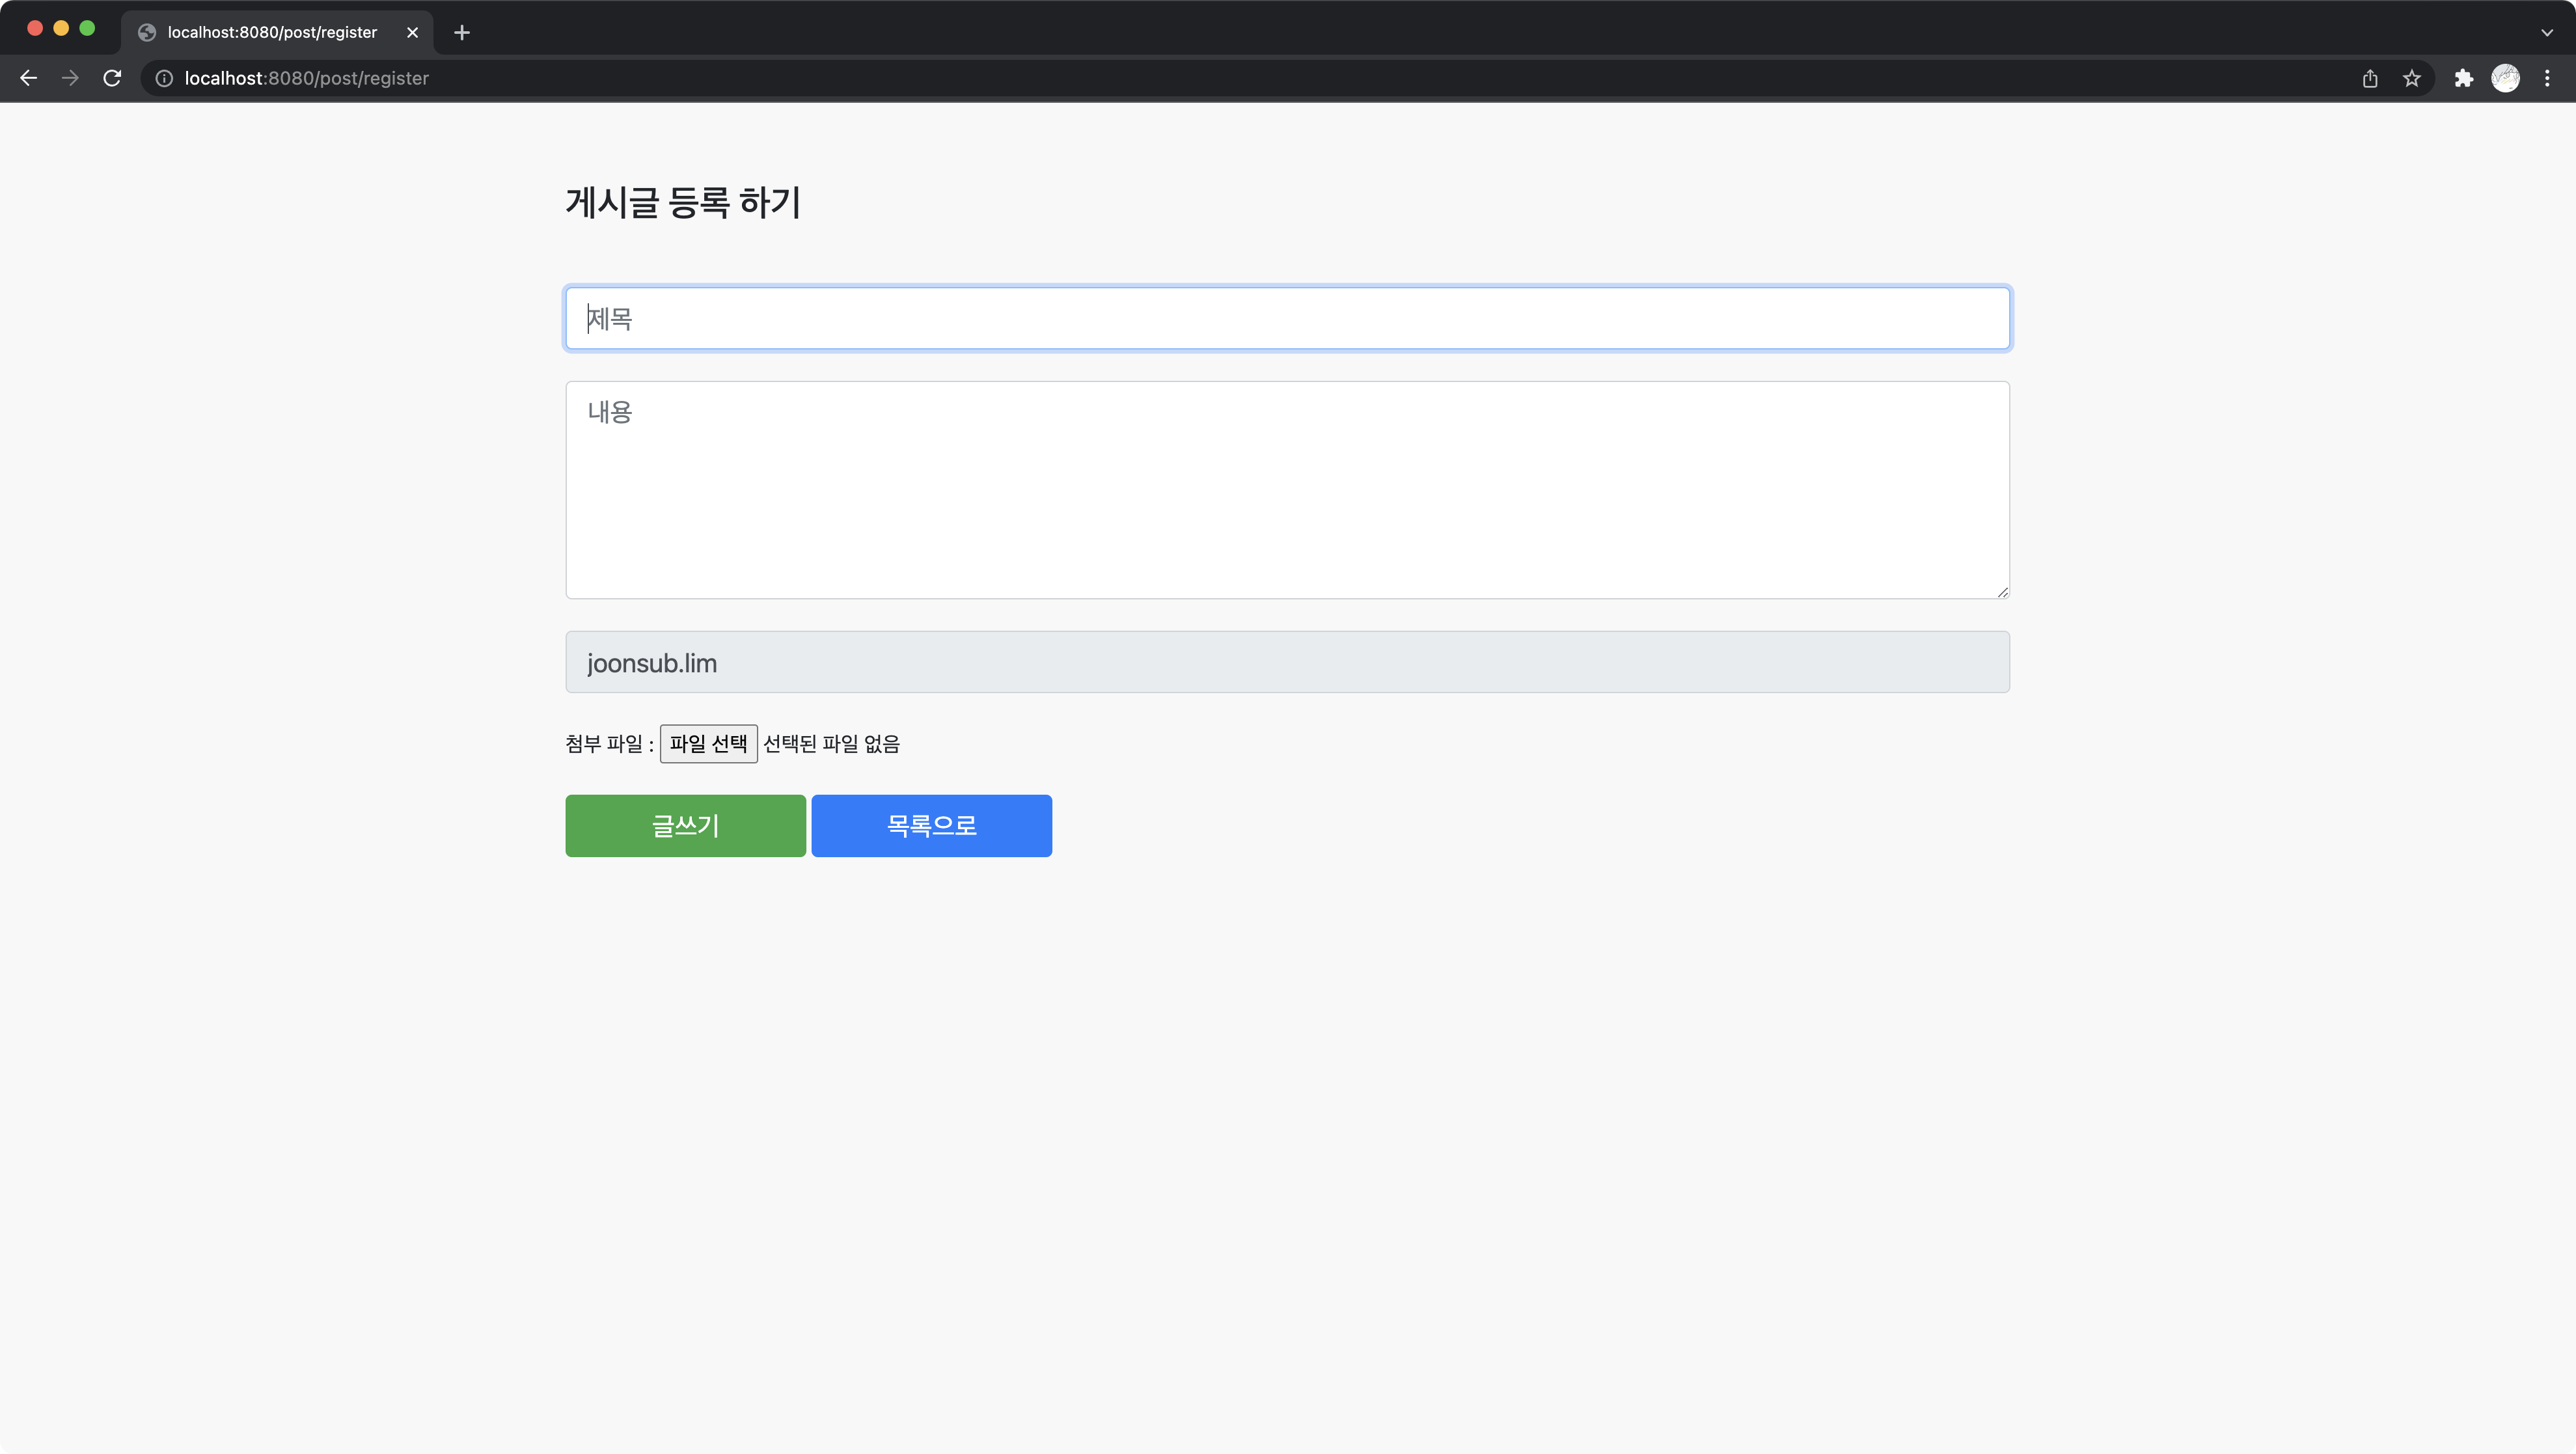 localhost:8080/post/register
localhost:8080/post/register
게시글 등록 하기
제목
내용
joonsub.lim
첨부 파일 : 파일 선택 선택된 파일 없음
글쓰기 목록으로